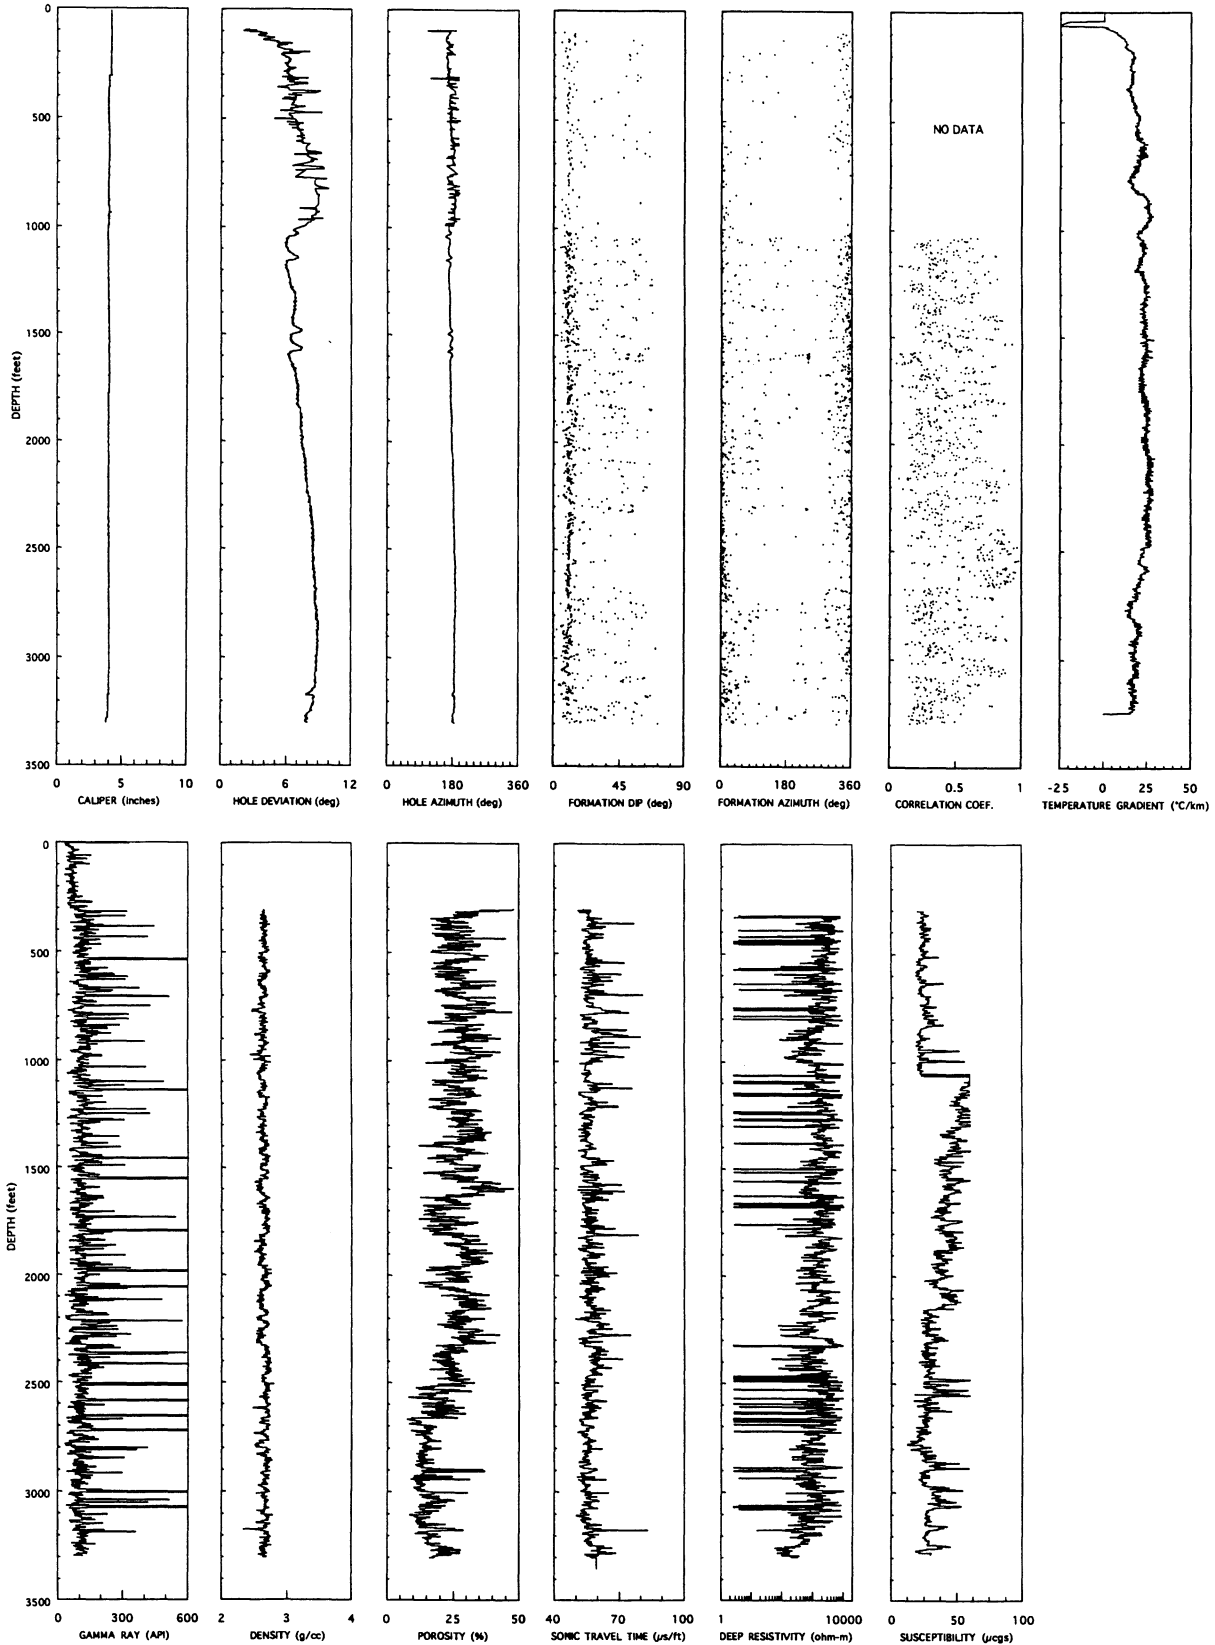 0
500
1000
1500
2000
2500
3000
3500
DEPTH (feet)
NO DATA
0 5 10
CALIPER (inches)
0 6 12
HOLE DEVIATION (deg)
0 180 360
HOLE AZIMUTH (deg)
0 45 90
FORMATION DIP (deg)
0 180 360
FORMATION AZIMUTH (deg)
0 0.5 1
CORRELATION COEF.
-25 0 25 50
TEMPERATURE GRADIENT (°C/km)
0
500
1000
1500
2000
2500
3000
3500
DEPTH (feet)
0 300 600
GAMMA RAY (API)
2 3 4
DENSITY (g/cc)
0 25 50
POROSITY (%)
40 70 100
SONIC TRAVEL TIME (µs/ft)
1 10000
DEEP RESISTIVITY (ohm-m)
0 50 100
SUSCEPTIBILITY (µcgs)